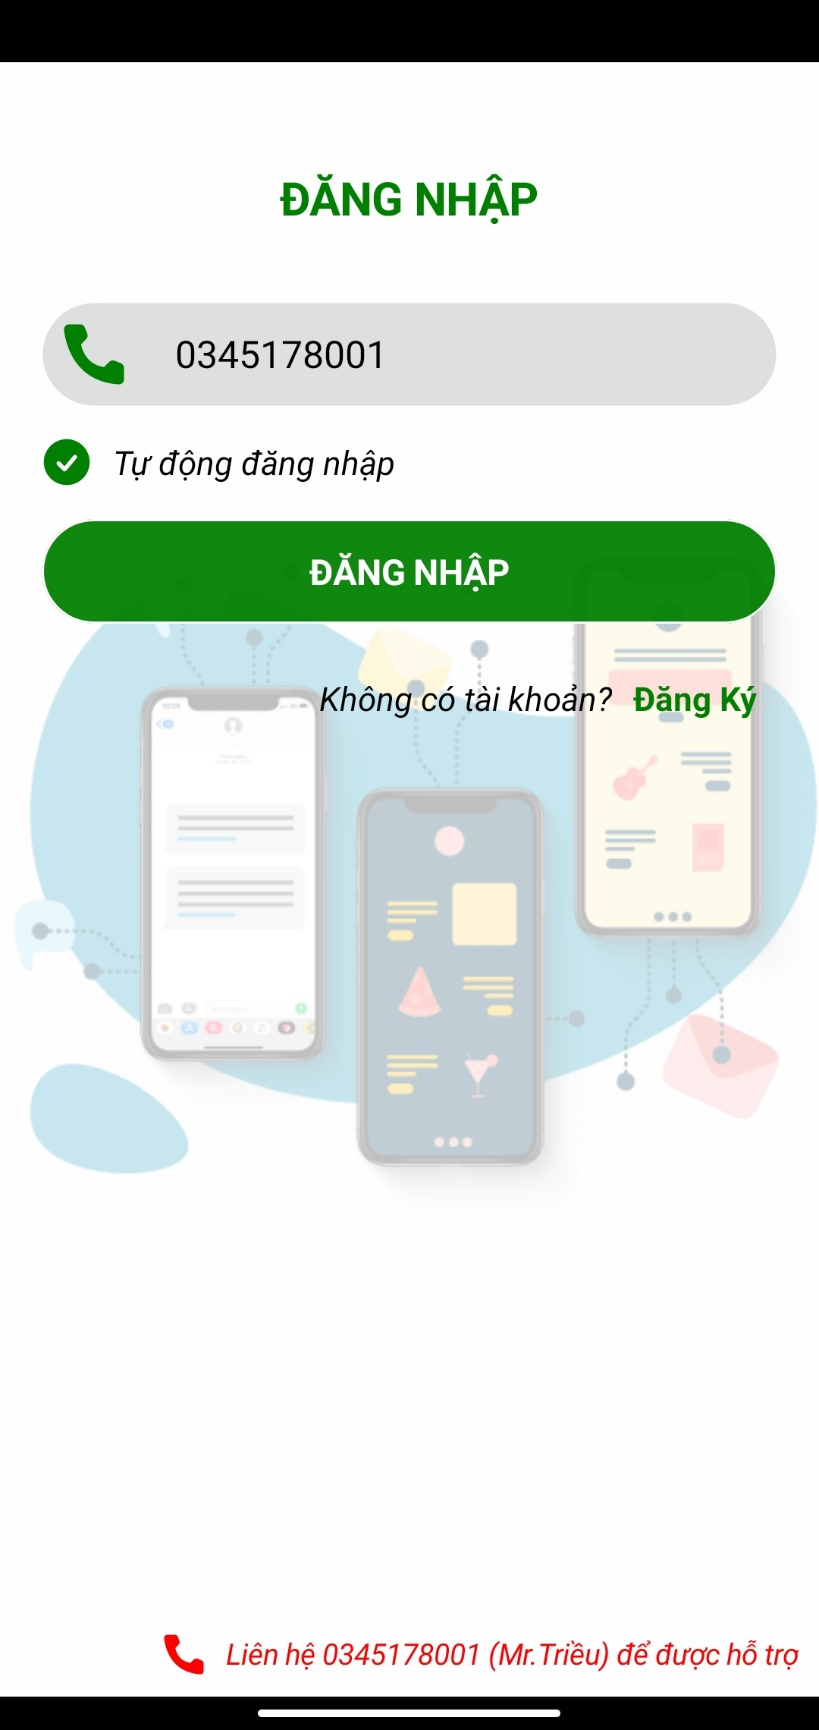 ĐĂNG NHẬP
0345178001
Tự động đăng nhập
ĐĂNG NHẬP
Không có tài khoản? Đăng Ký
Liên hệ 0345178001 (Mr.Triều) để được hỗ trợ